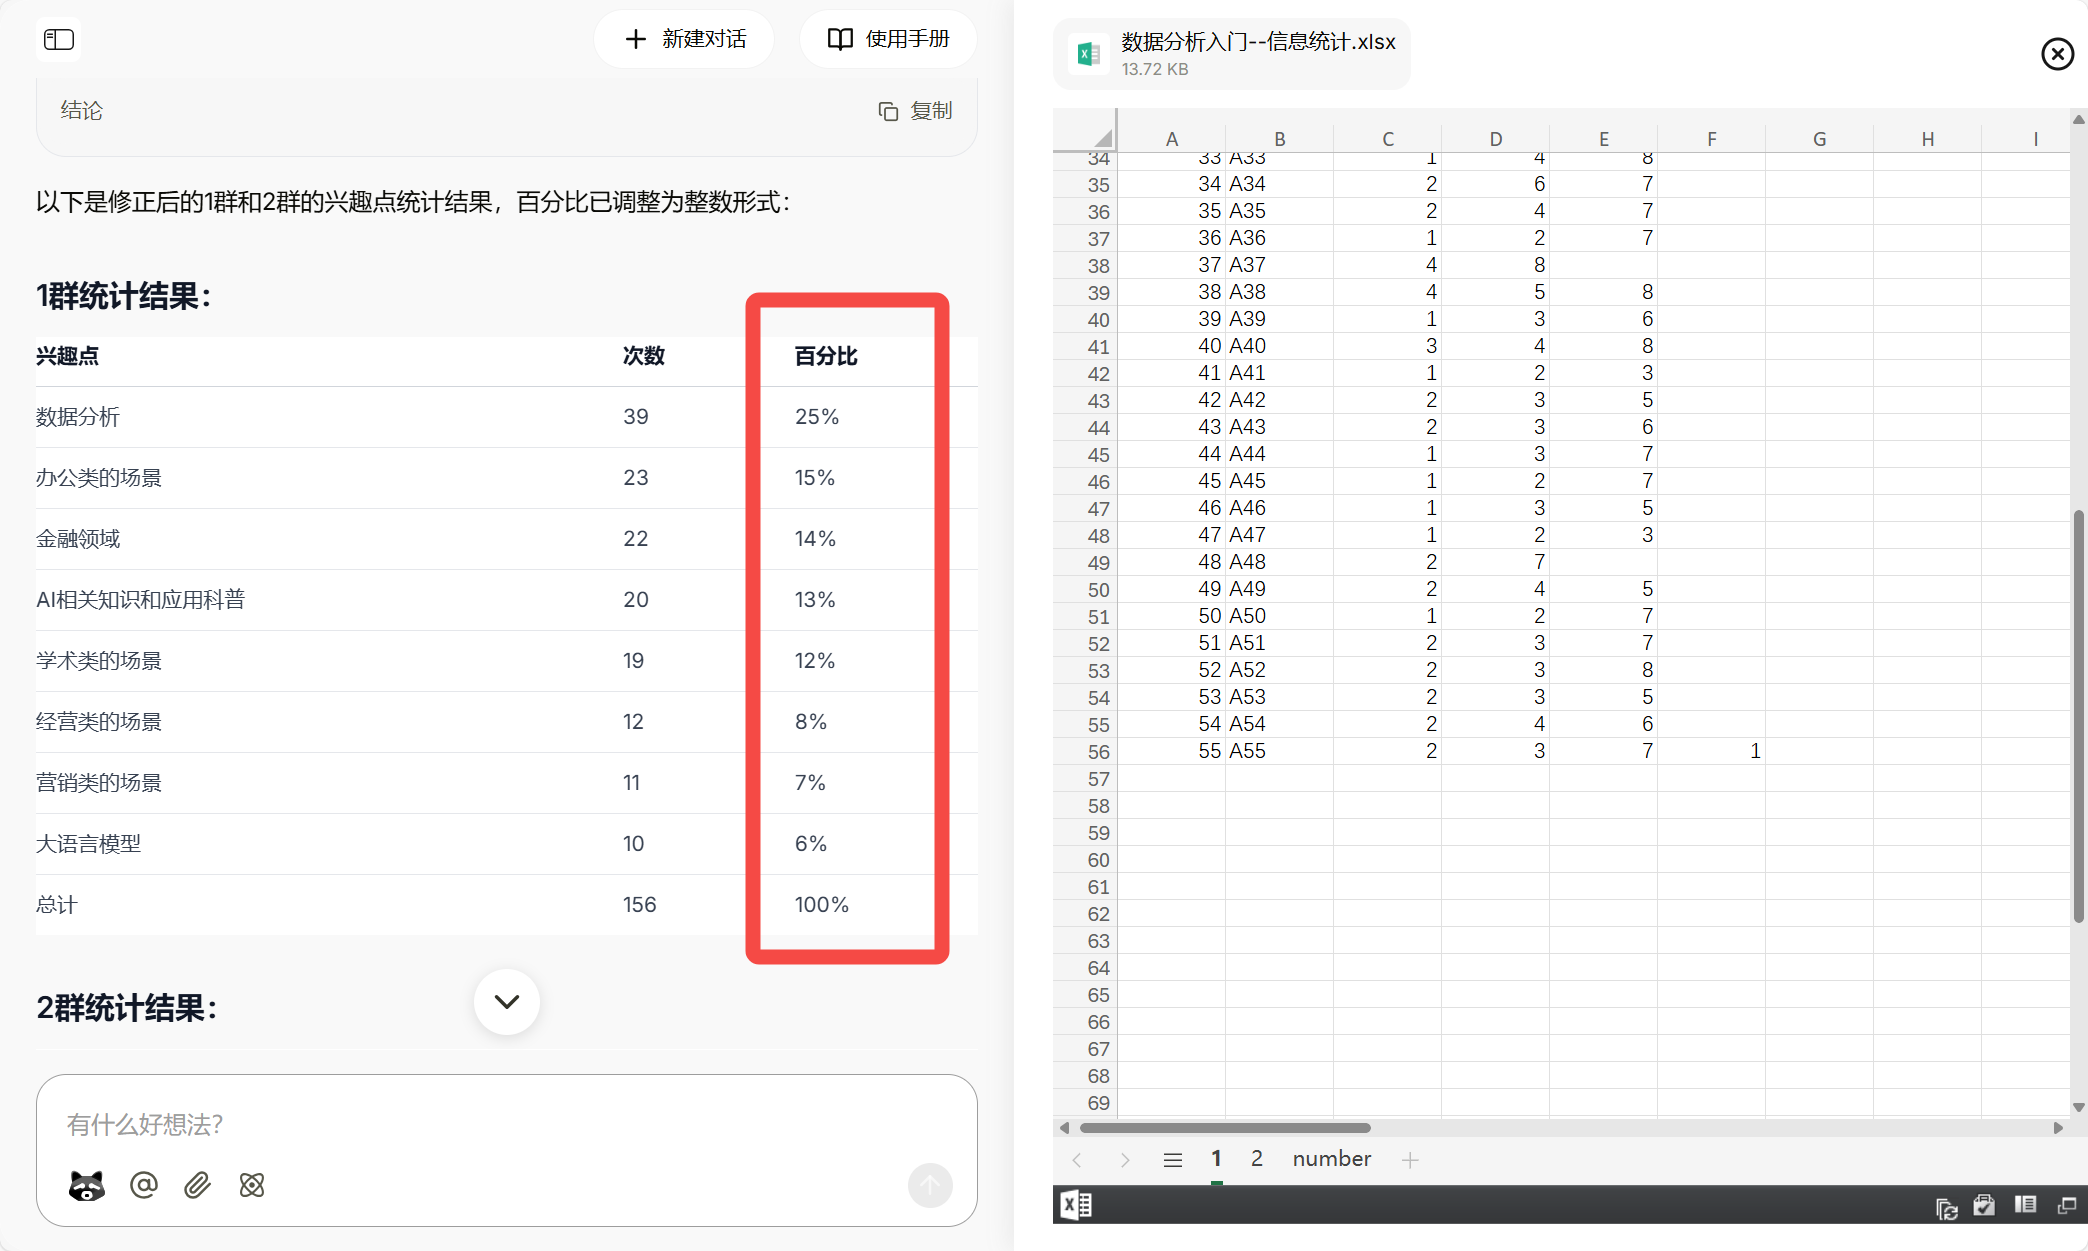 新建对话
使用手册
结论
复制
以下是修正后的1群和2群的兴趣点统计结果，百分比已调整为整数形式：
1群统计结果：
兴趣点 次数 百分比
数据分析 39 25%
办公类的场景 23 15%
金融领域 22 14%
AI相关知识和应用科普 20 13%
学术类的场景 19 12%
经营类的场景 12 8%
营销类的场景 11 7%
大语言模型 10 6%
总计 156 100%
2群统计结果：
有什么好想法？
数据分析入门--信息统计.xlsx
13.72 KB
A B C D E F G H I
34 33 A33 1 4 8
35 34 A34 2 6 7
36 35 A35 2 4 7
37 36 A36 1 2 7
38 37 A37 4 8
39 38 A38 4 5 8
40 39 A39 1 3 6
41 40 A40 3 4 8
42 41 A41 1 2 3
43 42 A42 2 3 5
44 43 A43 2 3 6
45 44 A44 1 3 7
46 45 A45 1 2 7
47 46 A46 1 3 5
48 47 A47 1 2 3
49 48 A48 2 7
50 49 A49 2 4 5
51 50 A50 1 2 7
52 51 A51 2 3 7
53 52 A52 2 3 8
54 53 A53 2 3 5
55 54 A54 2 4 6
56 55 A55 2 3 7 1
57
58
59
60
61
62
63
64
65
66
67
68
69
1 2 number